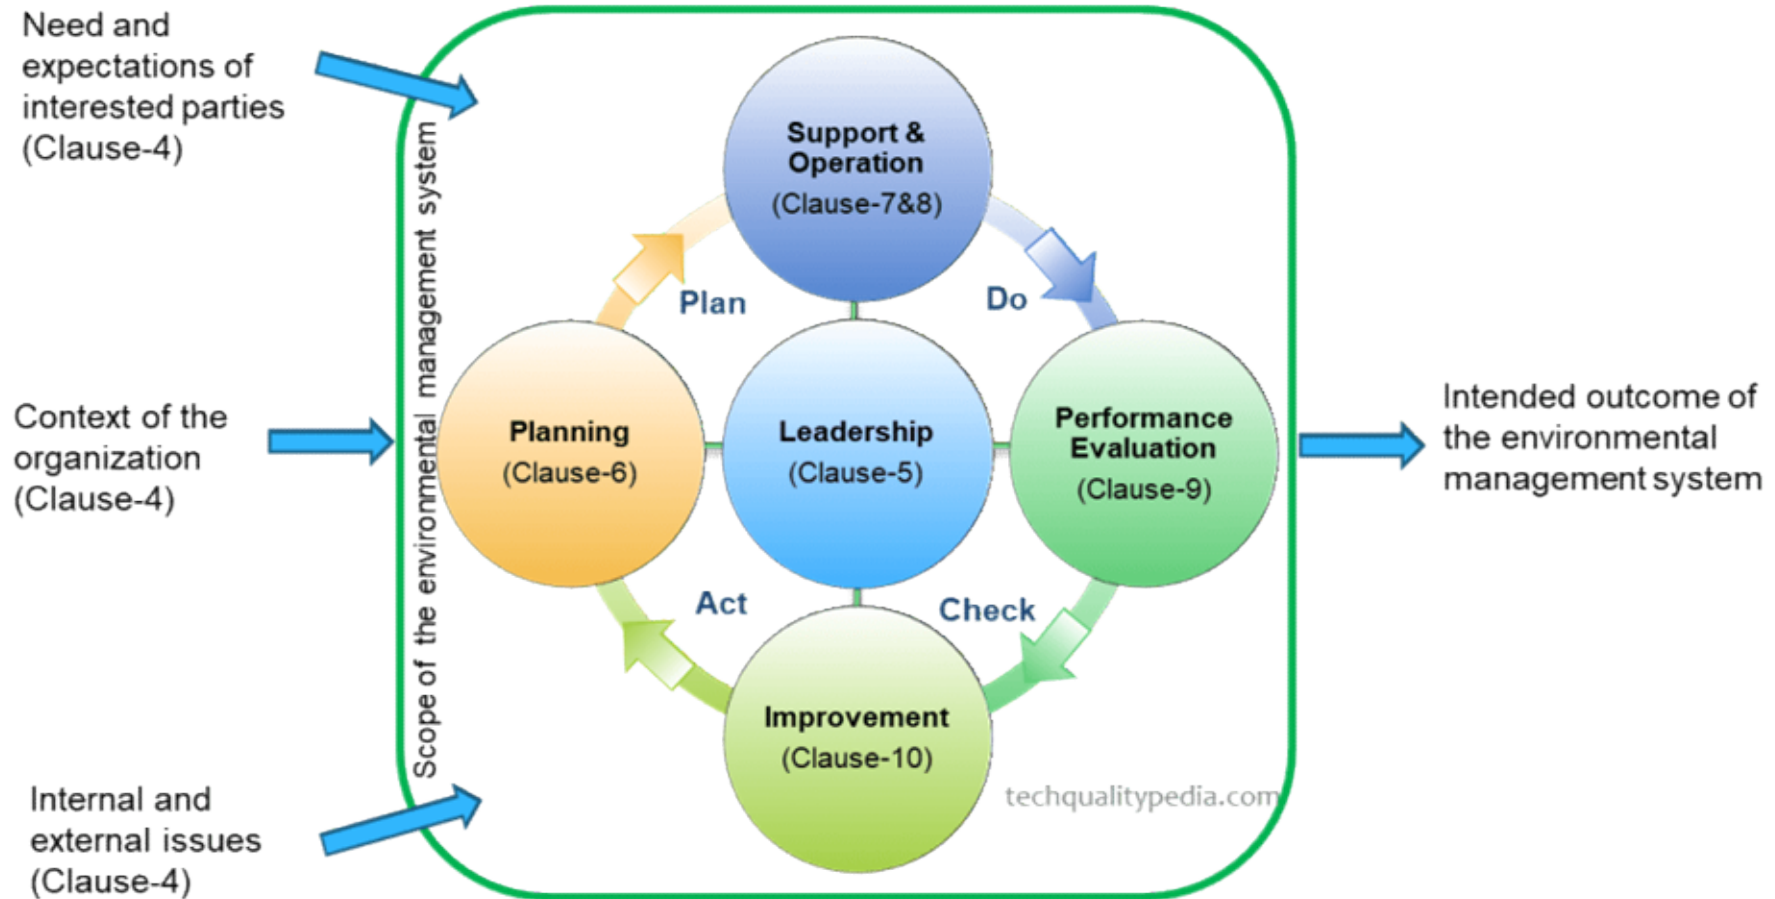 Need and
expectations of
interested parties
(Clause-4)
Context of the
organization
(Clause-4)
Internal and
external issues
(Clause-4)
Scope of the environmental management system
Support &
Operation
(Clause-7&8)
Plan
Do
Planning
(Clause-6)
Leadership
(Clause-5)
Performance
Evaluation
(Clause-9)
Act
Check
Improvement
(Clause-10)
techqualitypedia.com
Intended outcome of
the environmental
management system